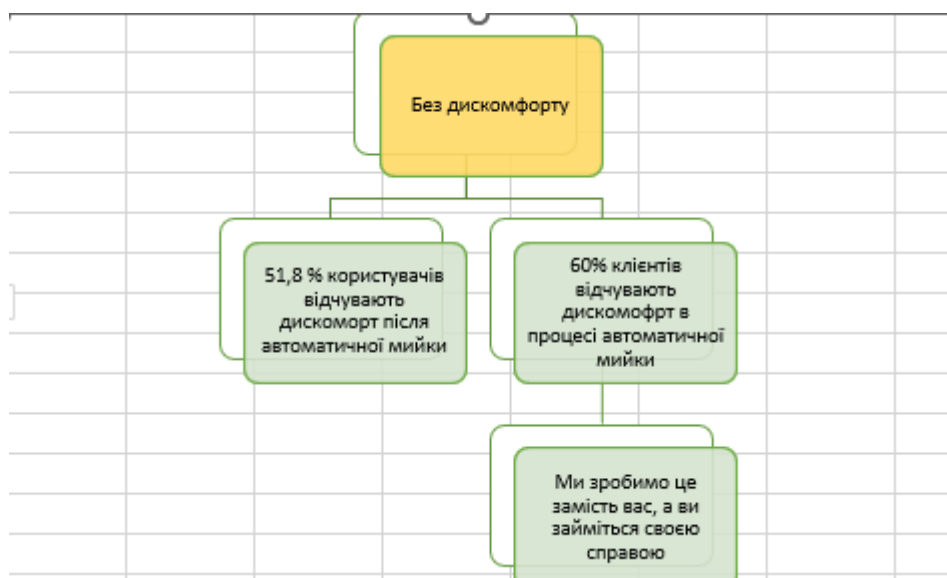 Без дискомфорту
51,8 % користувачів
відчувають
дискоморт після
автоматичної мийки
60% клієнтів
відчувають
дискомофрт в
процесі автоматичної
мийки
Ми зробимо це
замість вас, а ви
займіться своєю
справою